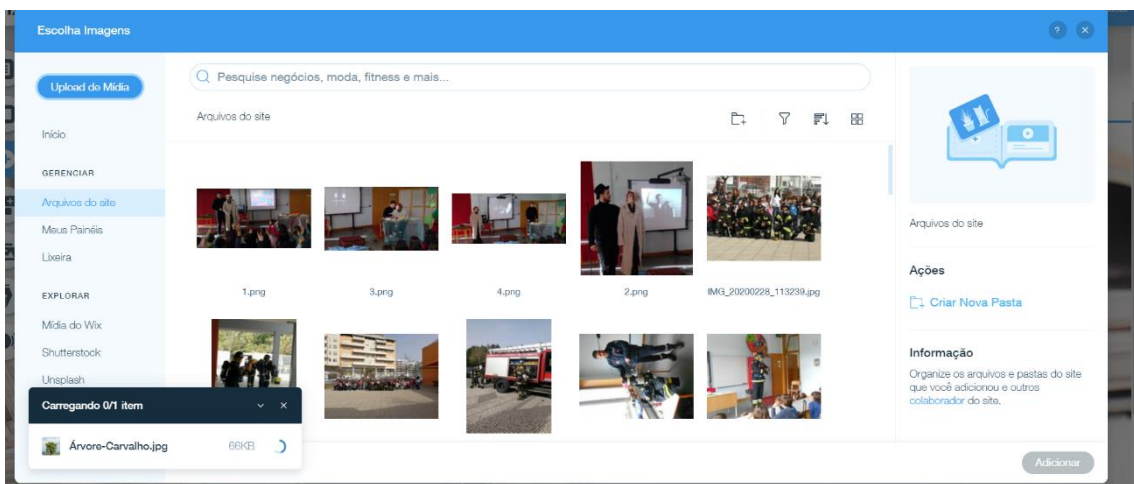 Escolha Imagens
?
Upload de Mídia
Pesquise negócios, moda, fitness e mais...
Arquivos do site
Início
GERENCIAR
Arquivos do site
Meus Painéis
Lixeira
EXPLORAR
Mídia do Wix
Shutterstock
Unsplash
1.png
3.png
4.png
2.png
IMG_20200228_113239.jpg
Arquivos do site
Ações
Criar Nova Pasta
Informação
Organize os arquivos e pastas do site
que você adicionou e outros
colaborador do site.
Carregando 0/1 item
Árvore-Carvalho.jpg
66KB
Adicionar